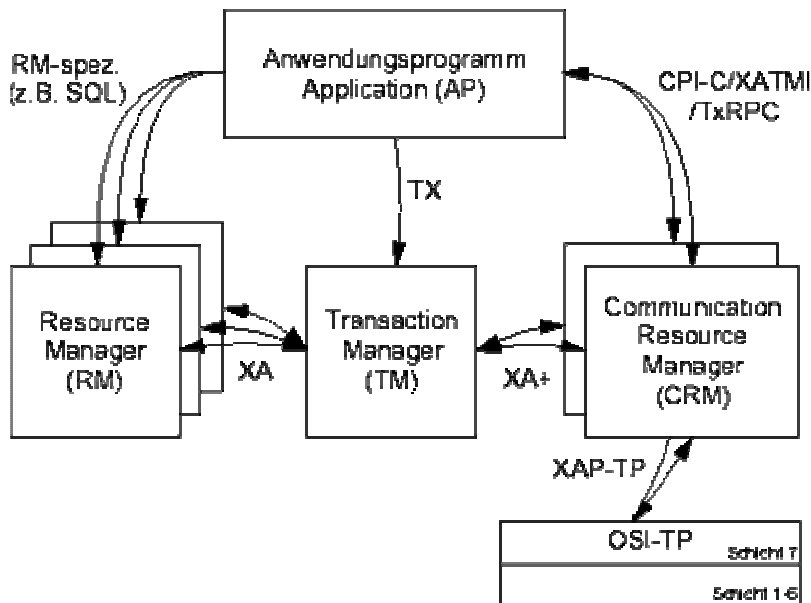 Anwendungsprogramm
Application (AP)
RM-spez.
(z.B. SQL)
CPI-C/XATMI
/TxRPC
TX
Resource
Manager
(RM)
Transaction
Manager
(TM)
Communication
Resource
Manager
(CRM)
XA
XA+
XAP-TP
OSI-TP
Schicht 7
Schicht 1-6